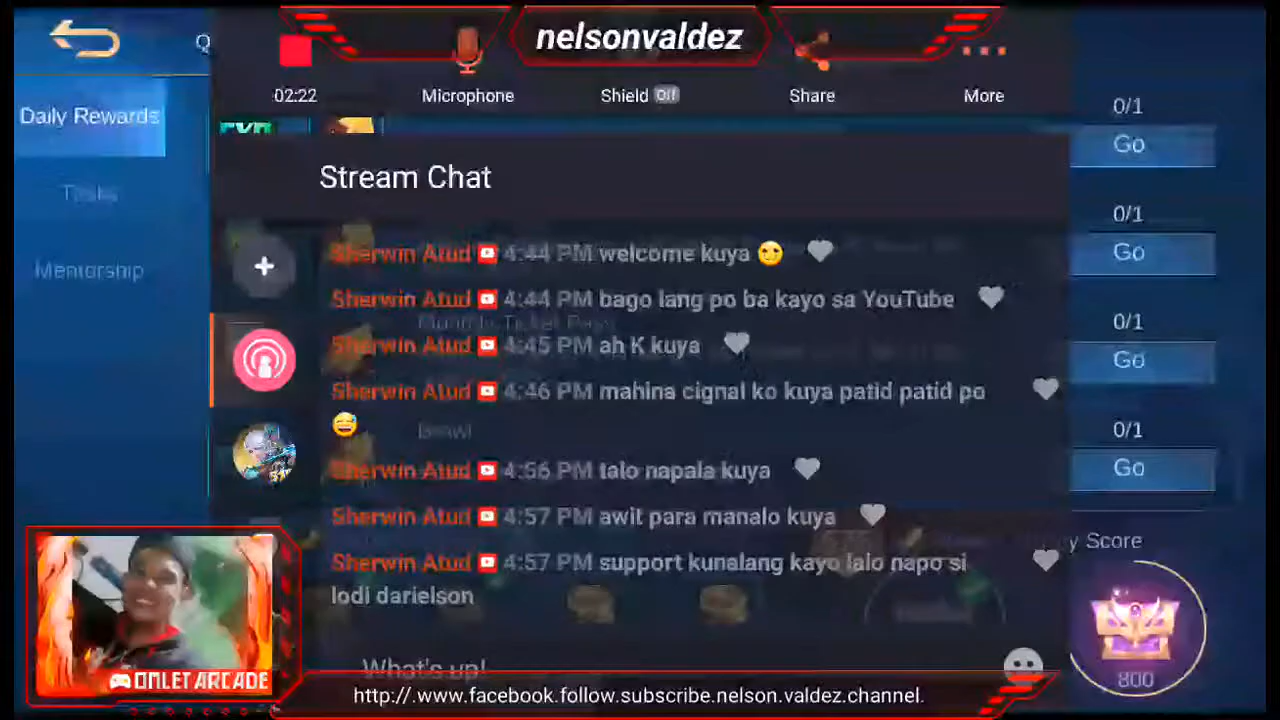 nelsonvaldez
Q
02:22
Microphone
Shield Off
Share
More
Daily Rewards
Tasks
Mentorship
0/1
Go
0/1
Go
0/1
Go
0/1
Go
Stream Chat
Sherwin Atud 4:44 PM welcome kuya 
Sherwin Atud 4:44 PM bago lang po ba kayo sa YouTube
Sherwin Atud 4:45 PM ah K kuya
Sherwin Atud 4:46 PM mahina cignal ko kuya patid patid po
Sherwin Atud 4:56 PM talo napala kuya
Sherwin Atud 4:57 PM awit para manalo kuya
Sherwin Atud 4:57 PM support kunalang kayo lalo napo si
lodi darielson
What's up!
y Score
800
OMLET ARCADE
http://.www.facebook.follow.subscribe.nelson.valdez.channel.